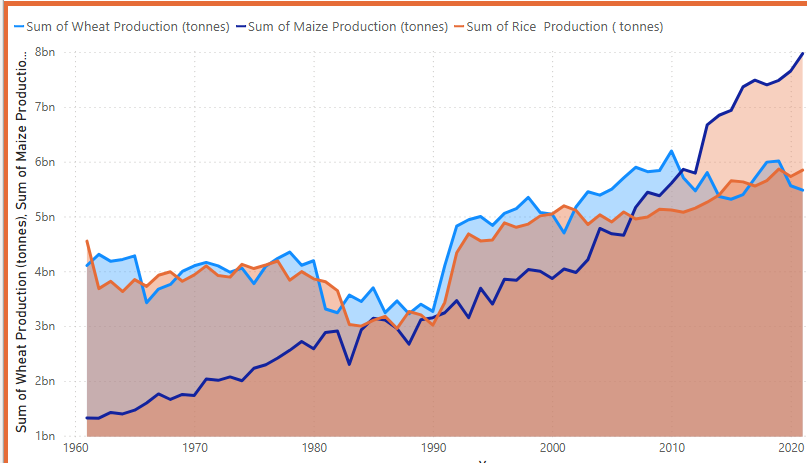 Sum of Wheat Production (tonnes) Sum of Maize Production (tonnes) Sum of Rice Production ( tonnes)
Sum of Wheat Production (tonnes), Sum of Maize Productio...
8bn
7bn
6bn
5bn
4bn
3bn
2bn
1bn
1960 1970 1980 1990 2000 2010 2020